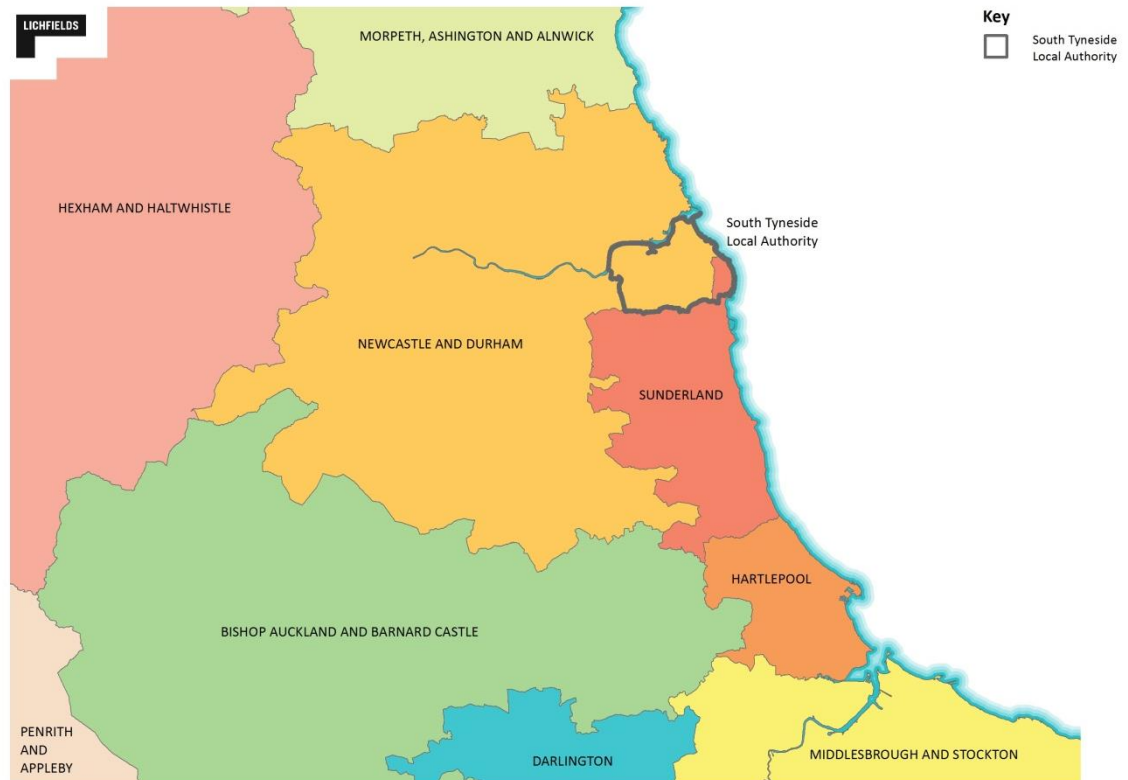 LICHFIELDS
MORPETH, ASHINGTON AND ALNWICK
Key
South Tyneside
Local Authority
HEXHAM AND HALTWHISTLE
South Tyneside
Local Authority
NEWCASTLE AND DURHAM
SUNDERLAND
HARTLEPOOL
BISHOP AUCKLAND AND BARNARD CASTLE
PENRITH
AND
APPLEBY
DARLINGTON
MIDDLESBROUGH AND STOCKTON